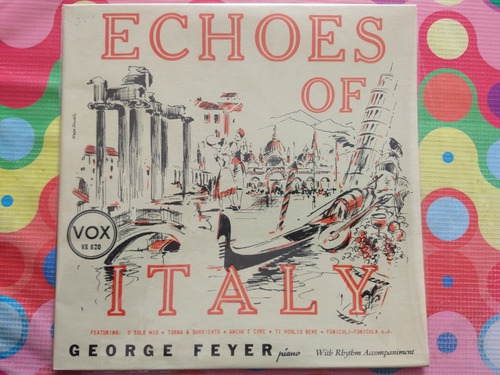 ECHOES
OF
VOX
VX 620
ITALY
FEATURING: O SOLE MIO • TORNA A SURRIENTO • ANEMA E CORE • TI VOGLIO BENE • FUNICULI-FUNICULA a.o.
GEORGE FEYER piano With Rhythm Accompaniment